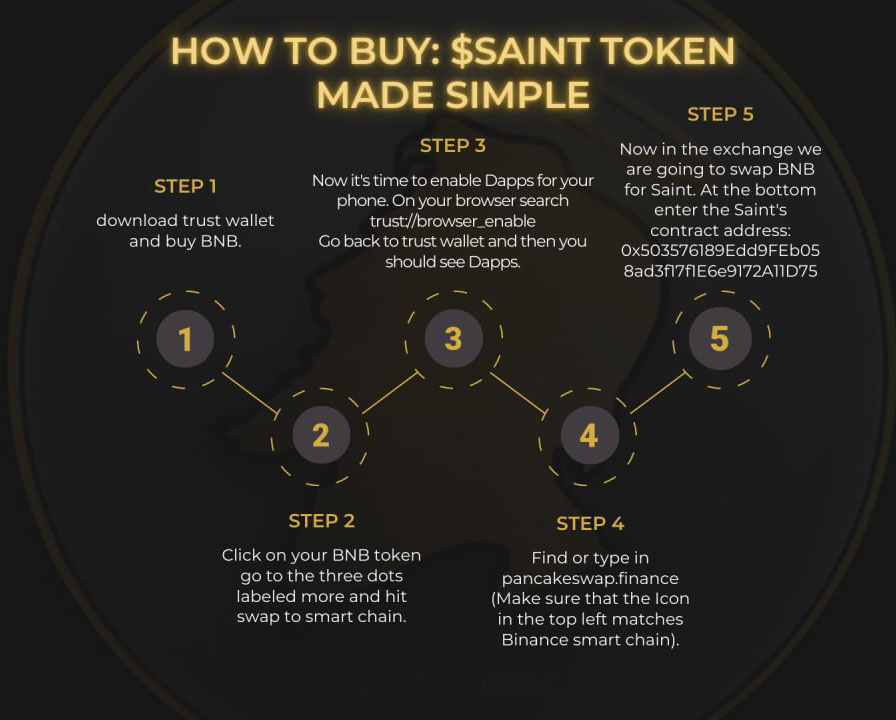 HOW TO BUY: $SAINT TOKEN
MADE SIMPLE
STEP 1
download trust wallet
and buy BNB.
STEP 3
Now it's time to enable Dapps for your
phone. On your browser search
trust://browser_enable
Go back to trust wallet and then you
should see Dapps.
STEP 5
Now in the exchange we
are going to swap BNB
for Saint. At the bottom
enter the Saint's
contract address:
0x503576189Edd9FEb05
8ad3f17f1E6e9172A11D75
1
3
5
2
4
STEP 2
Click on your BNB token
go to the three dots
labeled more and hit
swap to smart chain.
STEP 4
Find or type in
pancakeswap.finance
(Make sure that the Icon
in the top left matches
Binance smart chain).